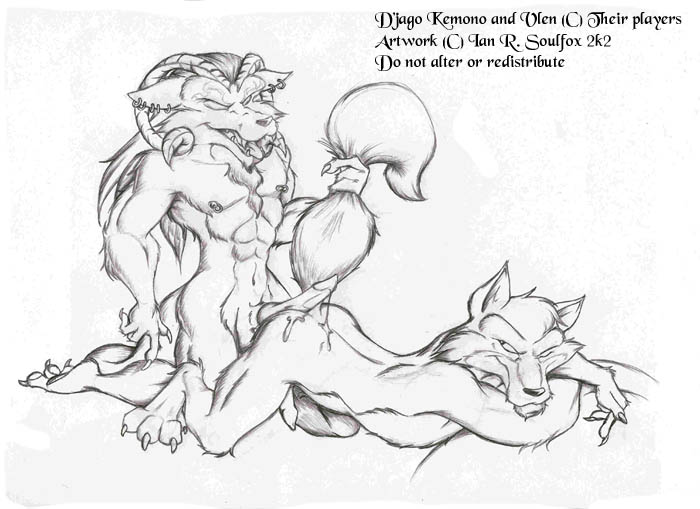 D'jago Kemono and Vlen (C) Their players
Artwork (C) Ian R. Soulfox 2k2
Do not alter or redistribute